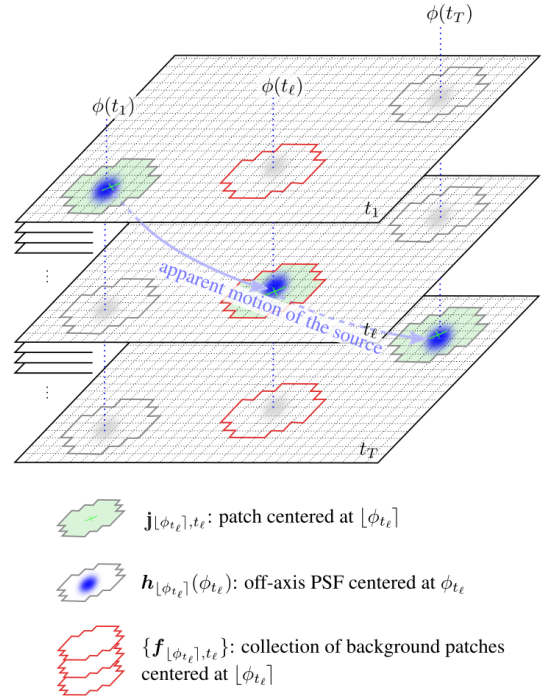 ϕ(t_T)
ϕ(t_ℓ)
ϕ(t_1)
t_1
⋮
apparent motion of the source
t_ℓ
⋮
t_T
j_{⌊ϕ_{t_ℓ}⌉,t_ℓ}: patch centered at ⌊ϕ_{t_ℓ}⌉
h_{⌊ϕ_{t_ℓ}⌉}(ϕ_{t_ℓ}): off-axis PSF centered at ϕ_{t_ℓ}
{f_{⌊ϕ_{t_ℓ}⌉,t_ℓ}}: collection of background patches
centered at ⌊ϕ_{t_ℓ}⌉